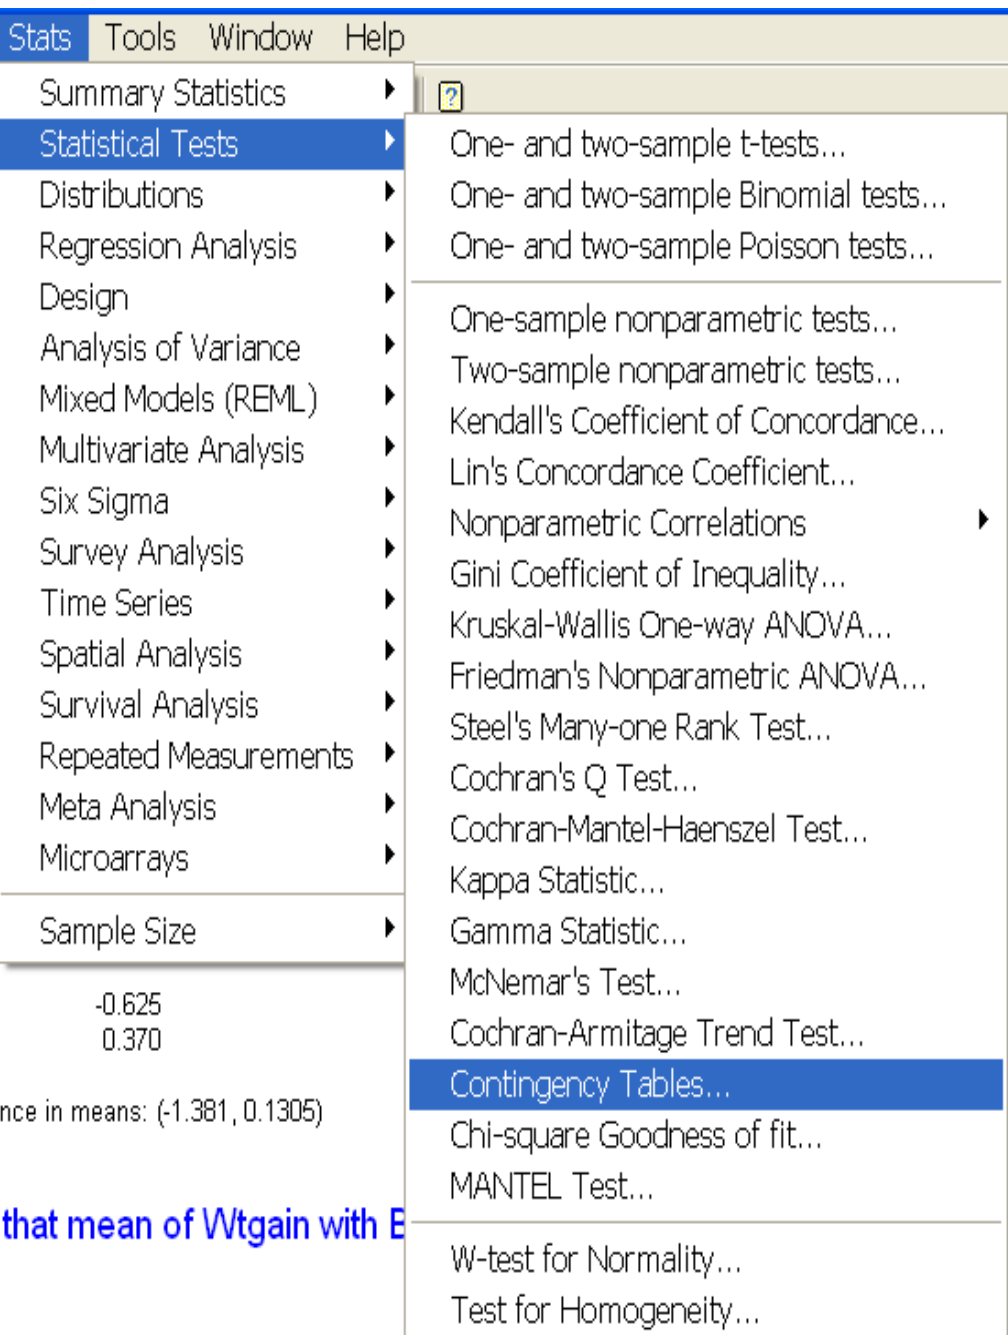 Stats Tools Window Help
Summary Statistics
Statistical Tests
Distributions
Regression Analysis
Design
Analysis of Variance
Mixed Models (REML)
Multivariate Analysis
Six Sigma
Survey Analysis
Time Series
Spatial Analysis
Survival Analysis
Repeated Measurements
Meta Analysis
Microarrays
Sample Size
?
One- and two-sample t-tests...
One- and two-sample Binomial tests...
One- and two-sample Poisson tests...
One-sample nonparametric tests...
Two-sample nonparametric tests...
Kendall's Coefficient of Concordance...
Lin's Concordance Coefficient...
Nonparametric Correlations
Gini Coefficient of Inequality...
Kruskal-Wallis One-way ANOVA...
Friedman's Nonparametric ANOVA...
Steel's Many-one Rank Test...
Cochran's Q Test...
Cochran-Mantel-Haenszel Test...
Kappa Statistic...
Gamma Statistic...
McNemar's Test...
Cochran-Armitage Trend Test...
Contingency Tables...
Chi-square Goodness of fit...
MANTEL Test...
W-test for Normality...
Test for Homogeneity...
-0.625
0.370
nce in means: (-1.381, 0.1305)
that mean of Wtgain with